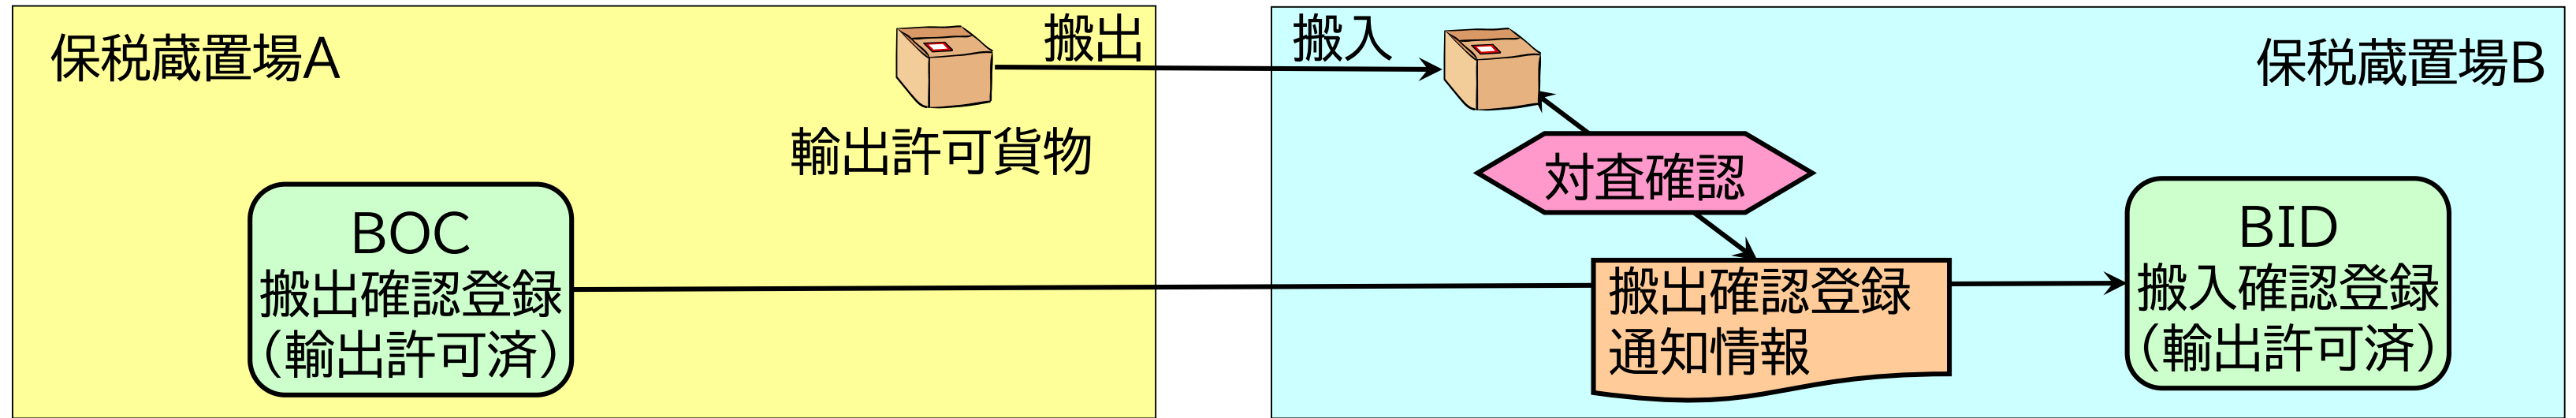 保税蔵置場A
搬出
搬入
保税蔵置場B
輸出許可貨物
対査確認
BOC
搬出確認登録
（輸出許可済）
搬出確認登録
通知情報
BID
搬入確認登録
（輸出許可済）